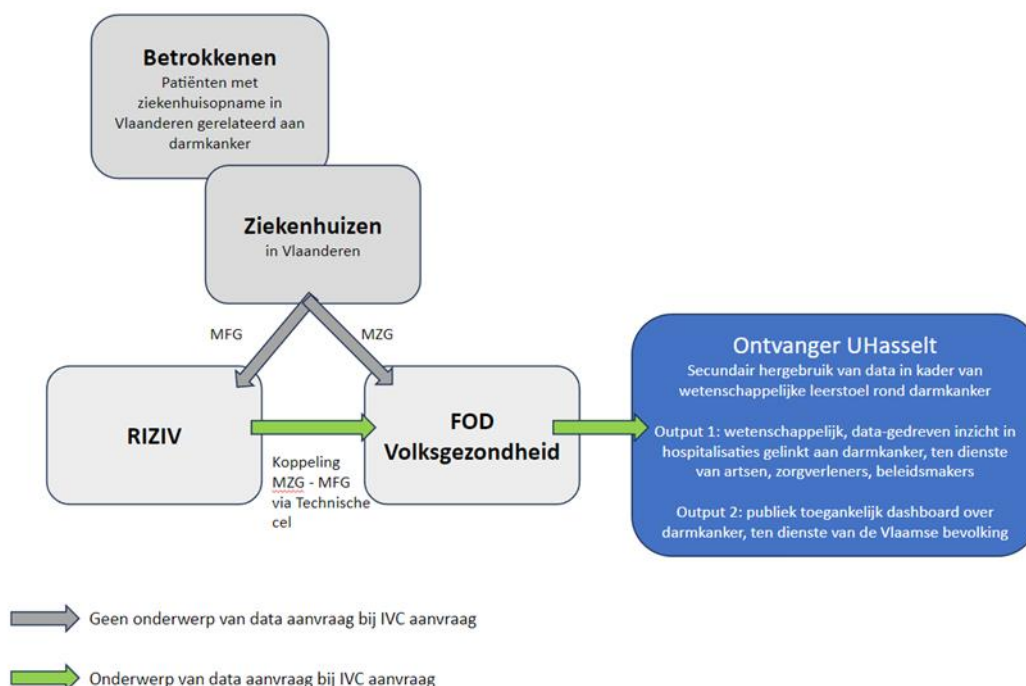 Betrokkenen
Patiënten met
ziekenhuisopname in
Vlaanderen gerelateerd aan
darmkanker
Ziekenhuizen
in Vlaanderen
MFG
MZG
RIZIV
Koppeling
MZG - MFG
via Technische
cel
FOD
Volksgezondheid
Ontvanger UHasselt
Secundair hergebruik van data in kader van
wetenschappelijke leerstoel rond darmkanker
Output 1: wetenschappelijk, data-gedreven inzicht in
hospitalisaties gelinkt aan darmkanker, ten dienste
van artsen, zorgverleners, beleidsmakers
Output 2: publiek toegankelijk dashboard over
darmkanker, ten dienste van de Vlaamse bevolking
Geen onderwerp van data aanvraag bij IVC aanvraag
Onderwerp van data aanvraag bij IVC aanvraag